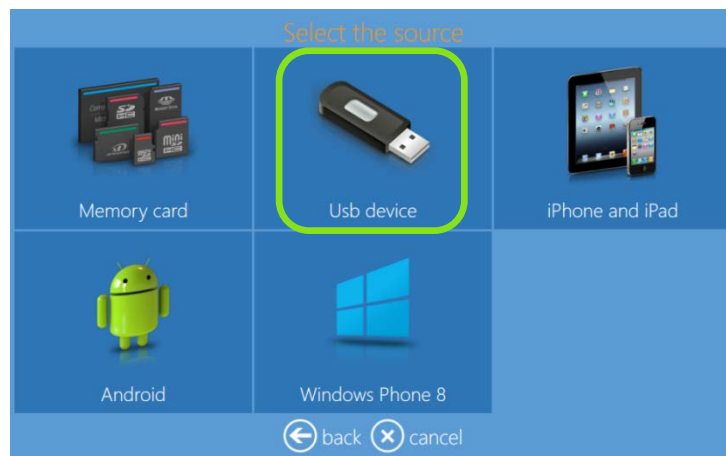 Select the source
Memory card
Usb device
iPhone and iPad
Android
Windows Phone 8
back
cancel